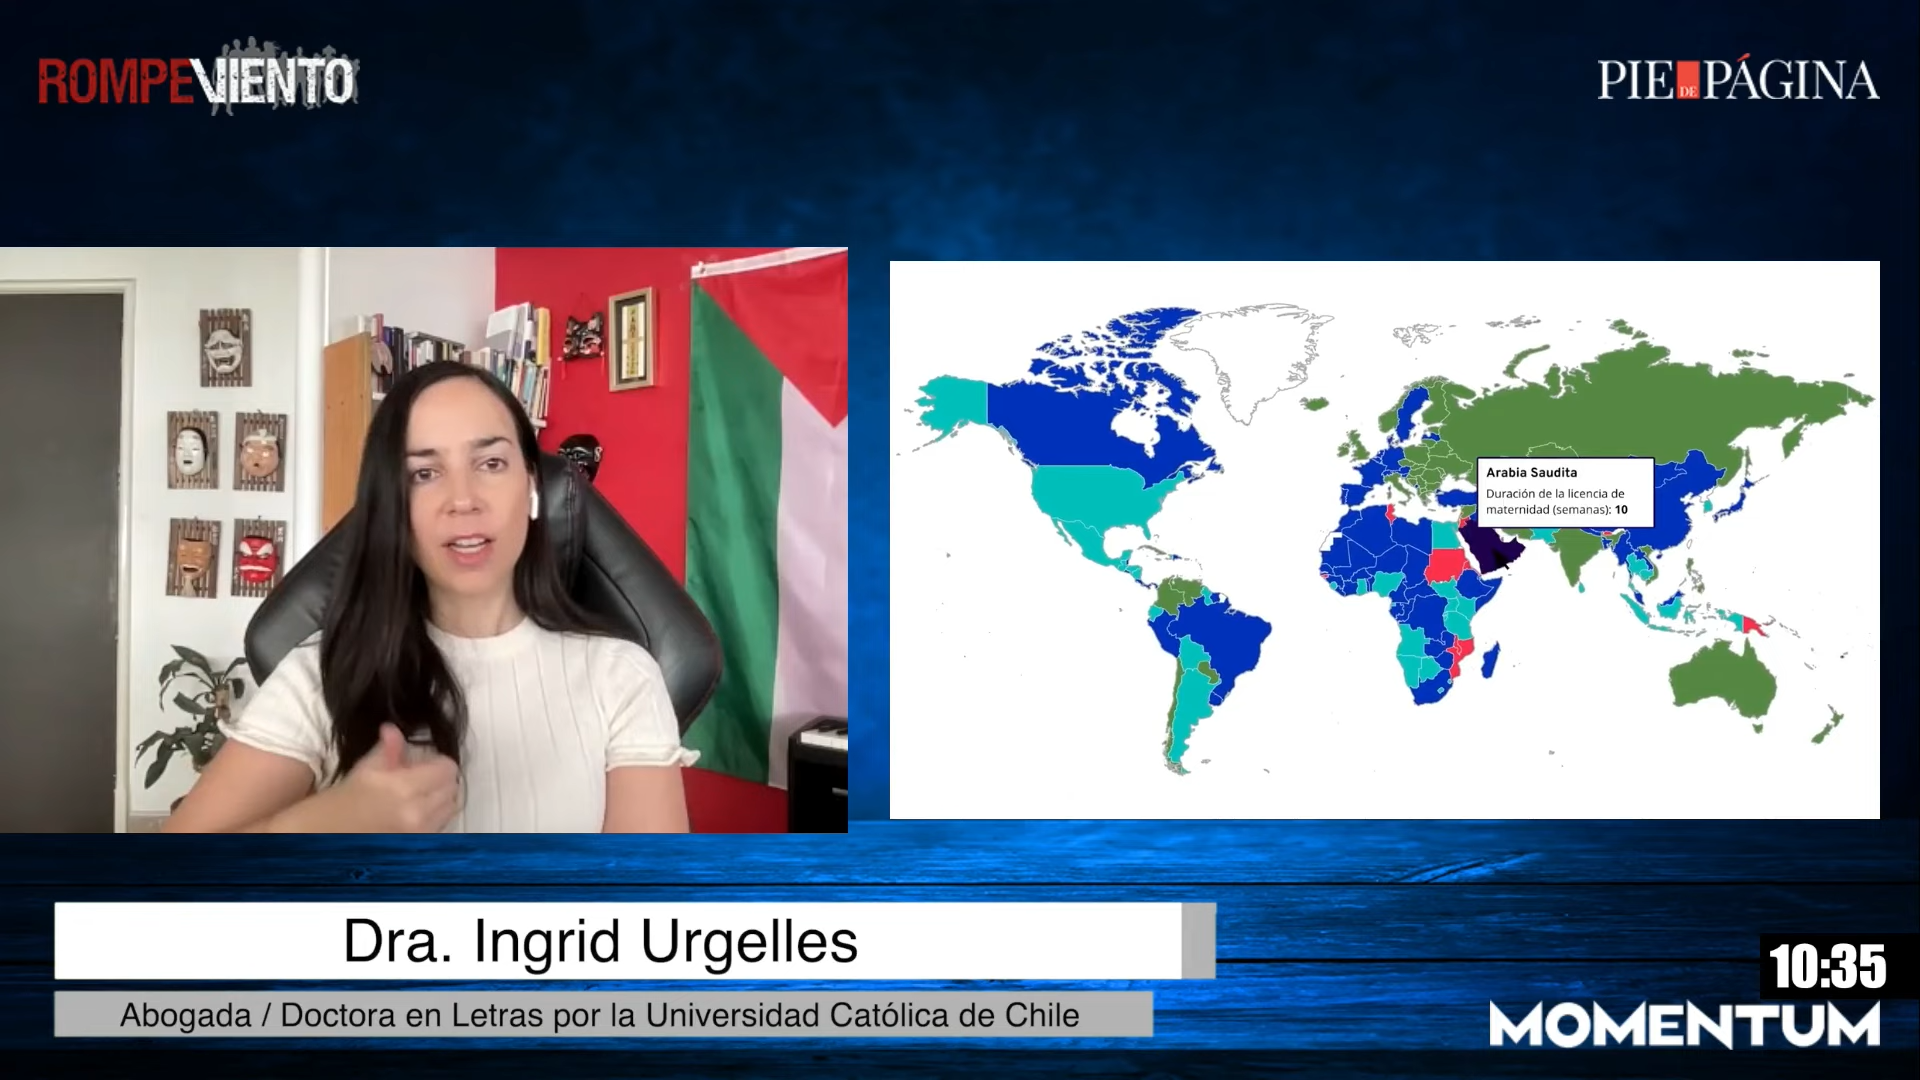 ROMPEVIENTO
PIE DE PÁGINA
Arabia Saudita
Duración de la licencia de
maternidad (semanas): 10
Dra. Ingrid Urgelles
Abogada / Doctora en Letras por la Universidad Católica de Chile
10:35
MOMENTUM